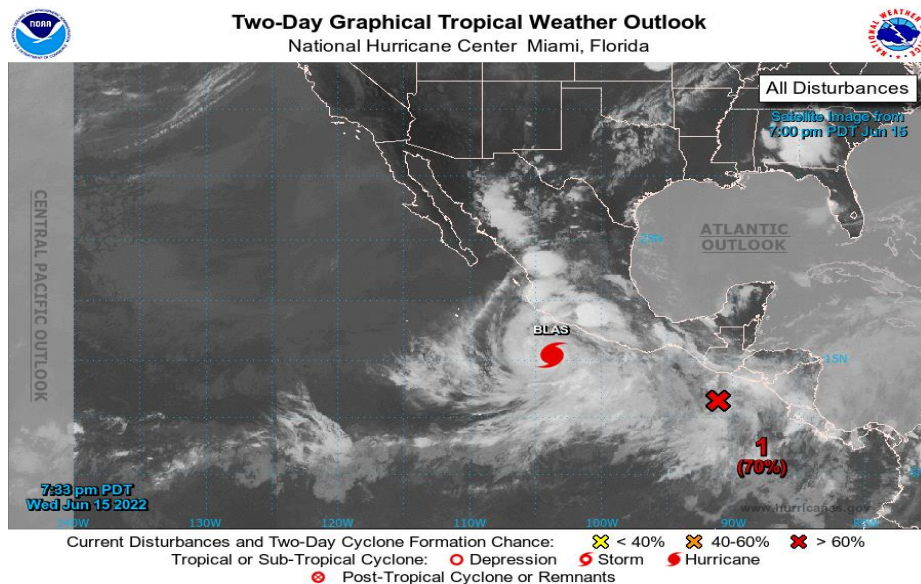 Two-Day Graphical Tropical Weather Outlook
National Hurricane Center Miami, Florida
NOAA
All Disturbances
Satellite Image from
7:00 pm PDT Jun 15
CENTRAL PACIFIC OUTLOOK
ATLANTIC
OUTLOOK
25N
BLAS
15N
1
(70%)
7:33 pm PDT
Wed Jun 15 2022
www.hurricanes.gov
140W 130W 120W 110W 100W 90W 80W
Current Disturbances and Two-Day Cyclone Formation Chance: < 40% 40-60% > 60%
Tropical or Sub-Tropical Cyclone: Depression Storm Hurricane
Post-Tropical Cyclone or Remnants